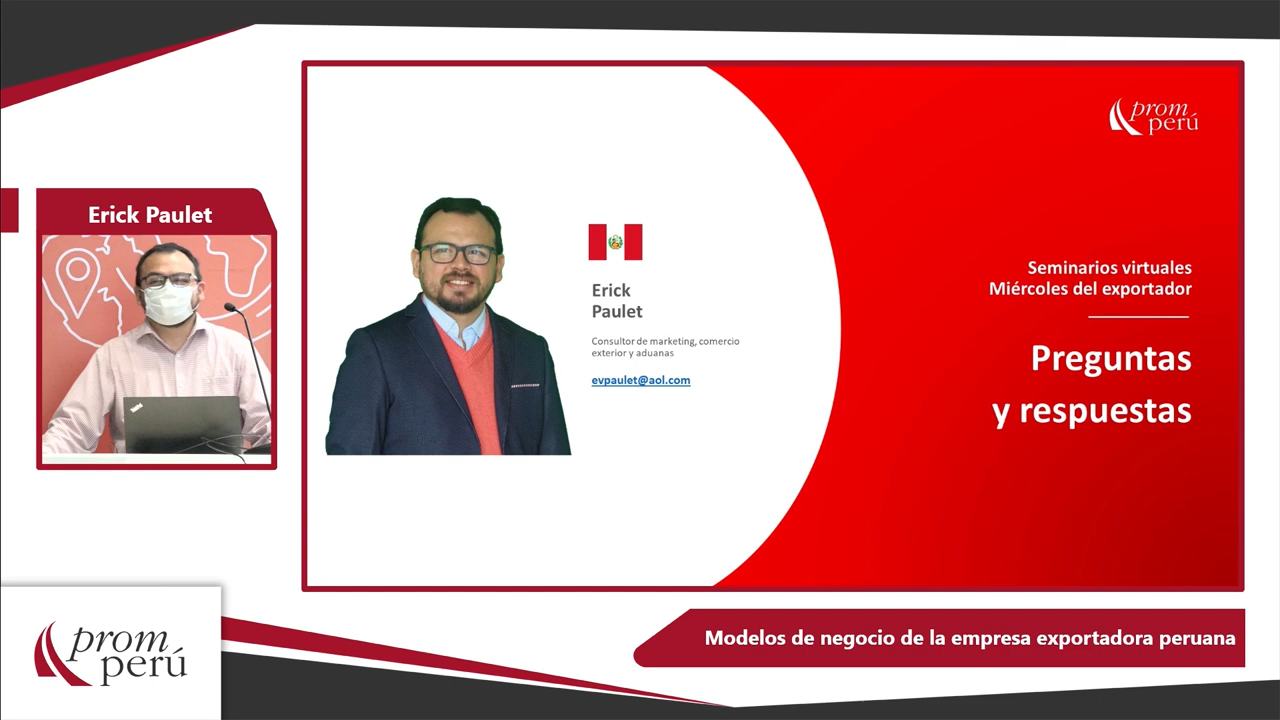 Erick Paulet
prom
perú
Erick
Paulet
Consultor de marketing, comercio
exterior y aduanas
evpaulet@aol.com
Seminarios virtuales
Miércoles del exportador
Preguntas
y respuestas
prom
perú
Modelos de negocio de la empresa exportadora peruana